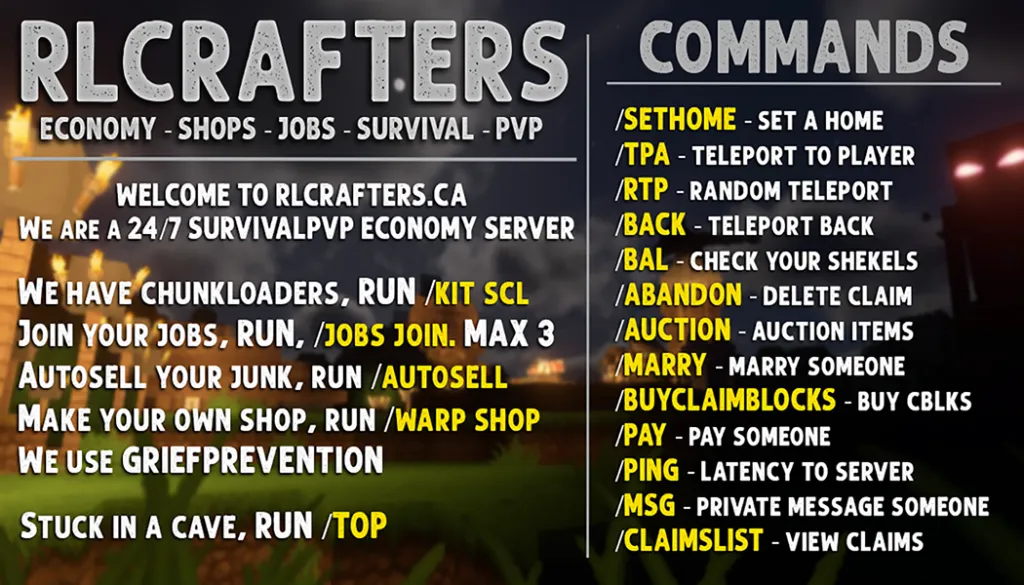 RLCRAFTERS
ECONOMY - SHOPS - JOBS - SURVIVAL - PVP
WELCOME TO RLCRAFTERS.CA
WE ARE A 24/7 SURVIVALPVP ECONOMY SERVER
WE HAVE CHUNKLOADERS, RUN /KIT SCL
JOIN YOUR JOBS, RUN, /JOBS JOIN. MAX 3
AUTOSELL YOUR JUNK, RUN /AUTOSELL
MAKE YOUR OWN SHOP, RUN /WARP SHOP
WE USE GRIEFPREVENTION
STUCK IN A CAVE, RUN /TOP
COMMANDS
/SETHOME - SET A HOME
/TPA - TELEPORT TO PLAYER
/RTP - RANDOM TELEPORT
/BACK - TELEPORT BACK
/BAL - CHECK YOUR SHEKELS
/ABANDON - DELETE CLAIM
/AUCTION - AUCTION ITEMS
/MARRY - MARRY SOMEONE
/BUYCLAIMBLOCKS - BUY CBLKS
/PAY - PAY SOMEONE
/PING - LATENCY TO SERVER
/MSG - PRIVATE MESSAGE SOMEONE
/CLAIMSLIST - VIEW CLAIMS